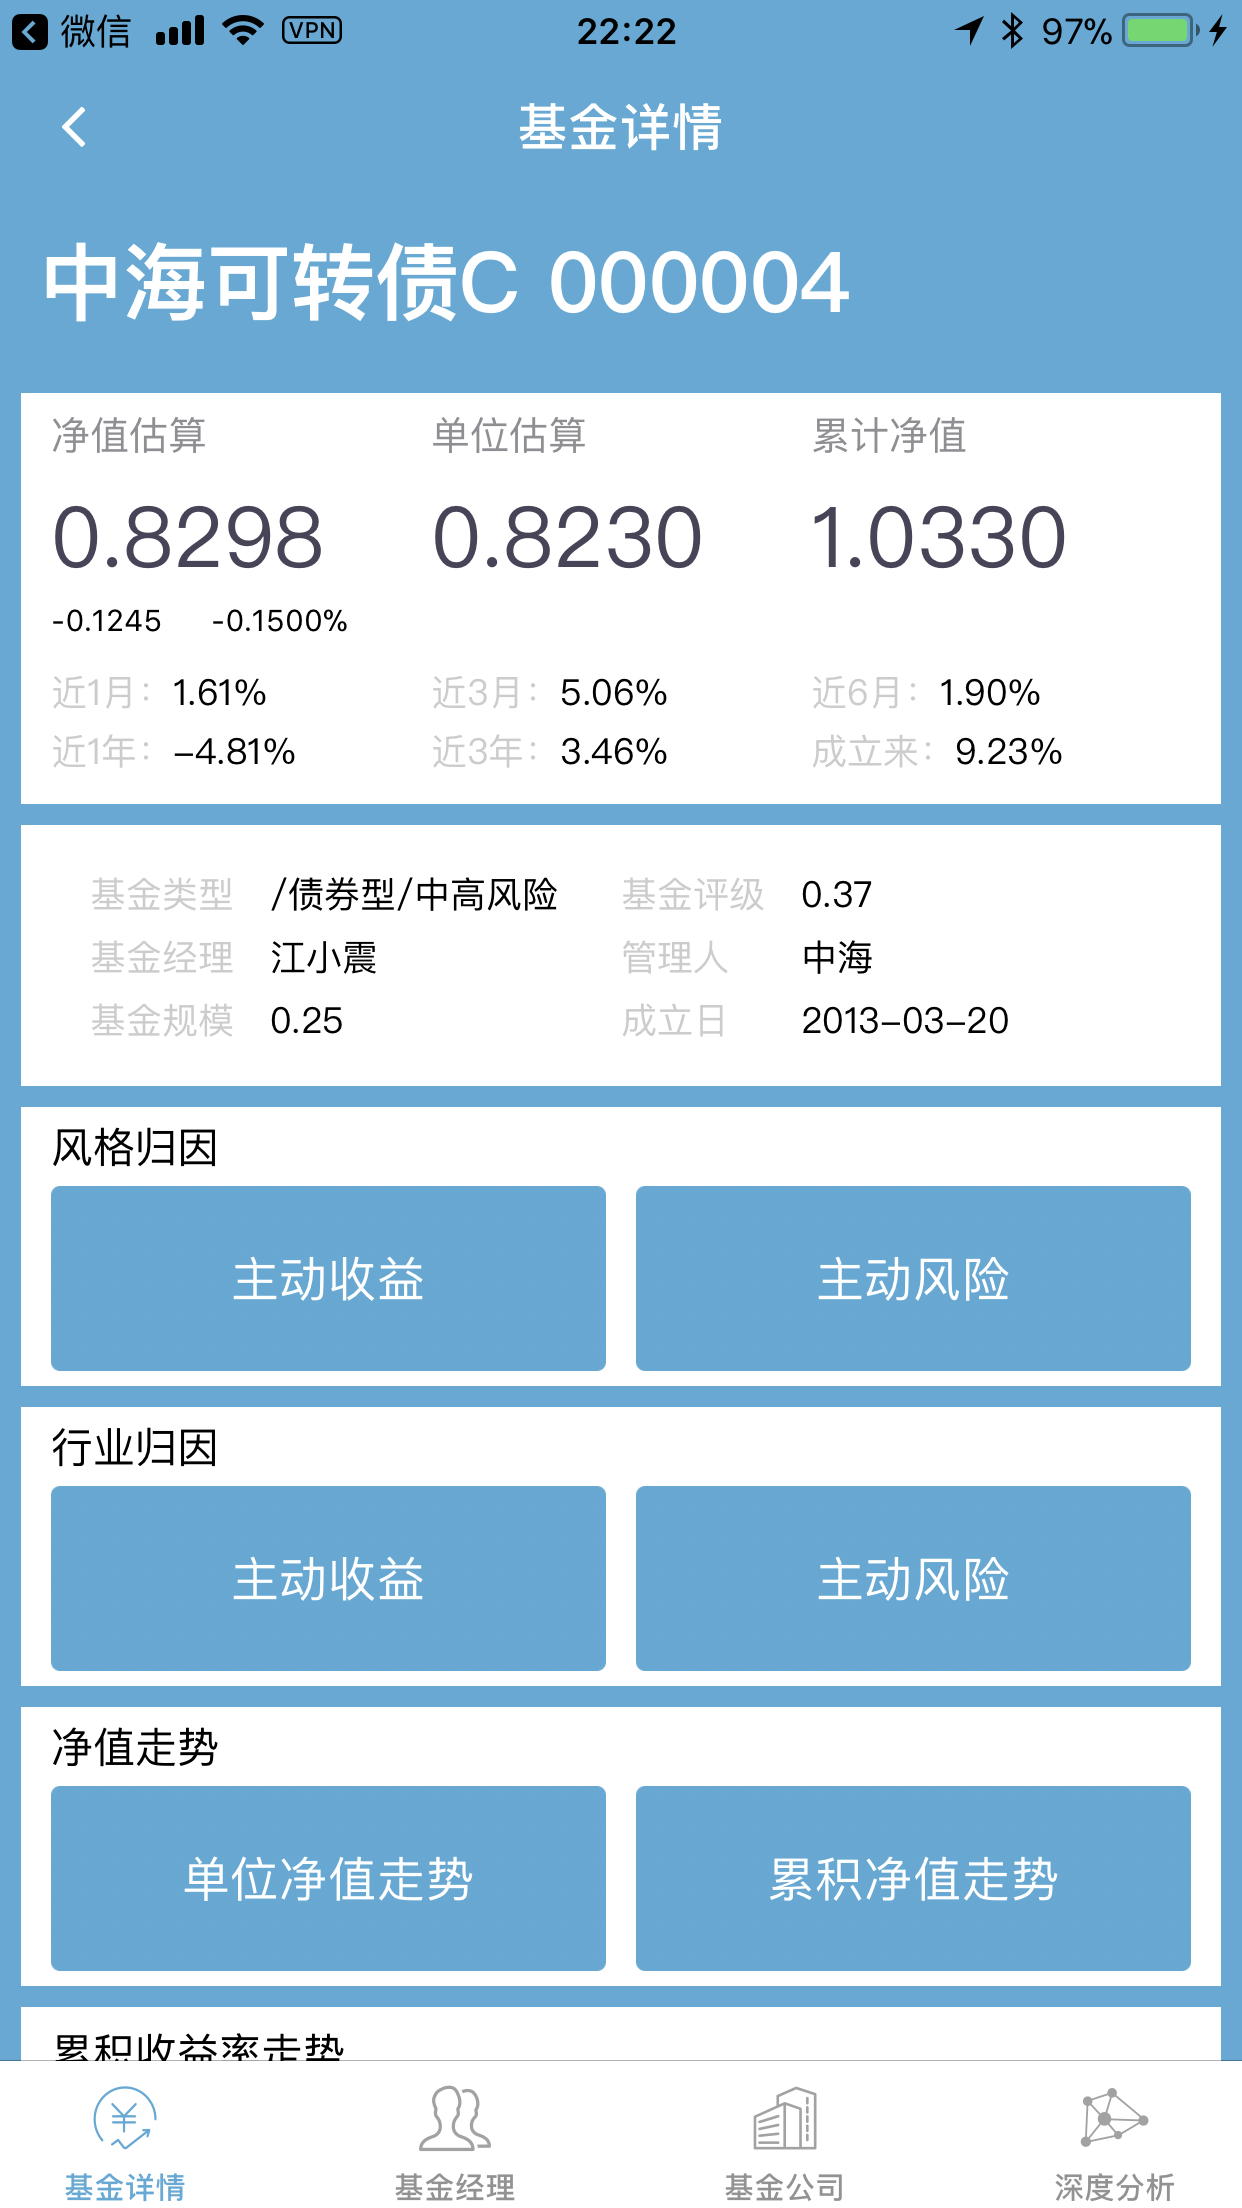 微信 VPN 22:22 97%
基金详情
中海可转债C 000004
净值估算 单位估算 累计净值
0.8298 0.8230 1.0330
-0.1245 -0.1500%
近1月: 1.61% 近3月: 5.06% 近6月: 1.90%
近1年: -4.81% 近3年: 3.46% 成立来: 9.23%
基金类型 /债券型/中高风险 基金评级 0.37
基金经理 江小震 管理人 中海
基金规模 0.25 成立日 2013-03-20
风格归因
主动收益 主动风险
行业归因
主动收益 主动风险
净值走势
单位净值走势 累积净值走势
累积收益率走势
基金详情 基金经理 基金公司 深度分析